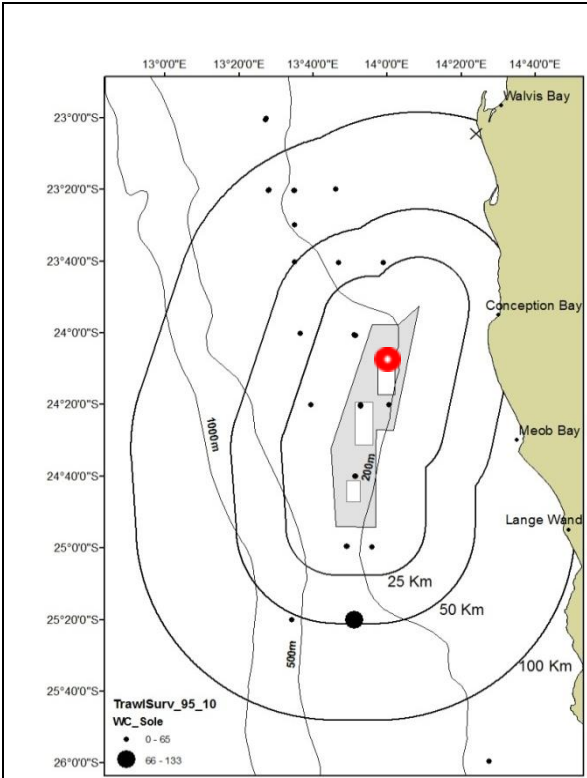 13°0'0"E 13°20'0"E 13°40'0"E 14°0'0"E 14°20'0"E 14°40'0"E
Walvis Bay
23°0'0"S
23°20'0"S
23°40'0"S
Conception Bay
24°0'0"S
24°20'0"S
1000m
Meob Bay
200m
24°40'0"S
Lange Wand
25°0'0"S
25 Km
50 Km
25°20'0"S
500m
100 Km
25°40'0"S
TrawlSurv_95_10
WC_Sole
0 - 65
66 - 133
26°0'0"S